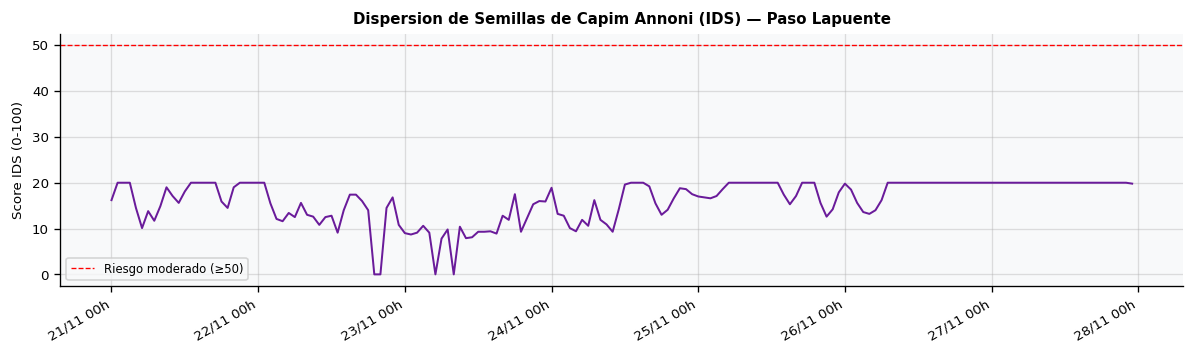 Dispersion de Semillas de Capim Annoni (IDS) — Paso Lapuente
Score IDS (0-100)
50
40
30
20
10
0
Riesgo moderado (≥50)
21/11 00h
22/11 00h
23/11 00h
24/11 00h
25/11 00h
26/11 00h
27/11 00h
28/11 00h